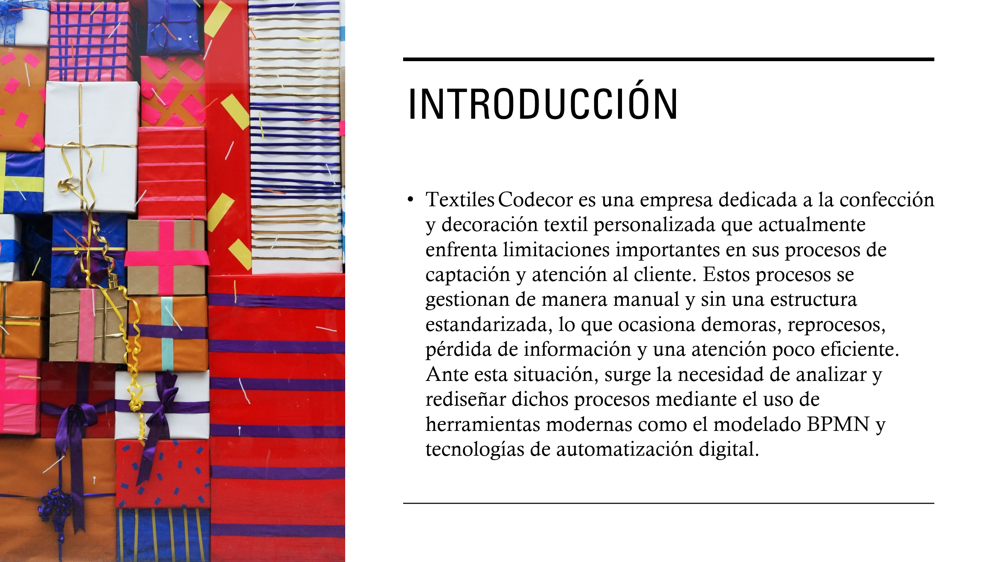 INTRODUCCIÓN
• Textiles Codecor es una empresa dedicada a la confección
y decoración textil personalizada que actualmente
enfrenta limitaciones importantes en sus procesos de
captación y atención al cliente. Estos procesos se
gestionan de manera manual y sin una estructura
estandarizada, lo que ocasiona demoras, reprocesos,
pérdida de información y una atención poco eficiente.
Ante esta situación, surge la necesidad de analizar y
rediseñar dichos procesos mediante el uso de
herramientas modernas como el modelado BPMN y
tecnologías de automatización digital.